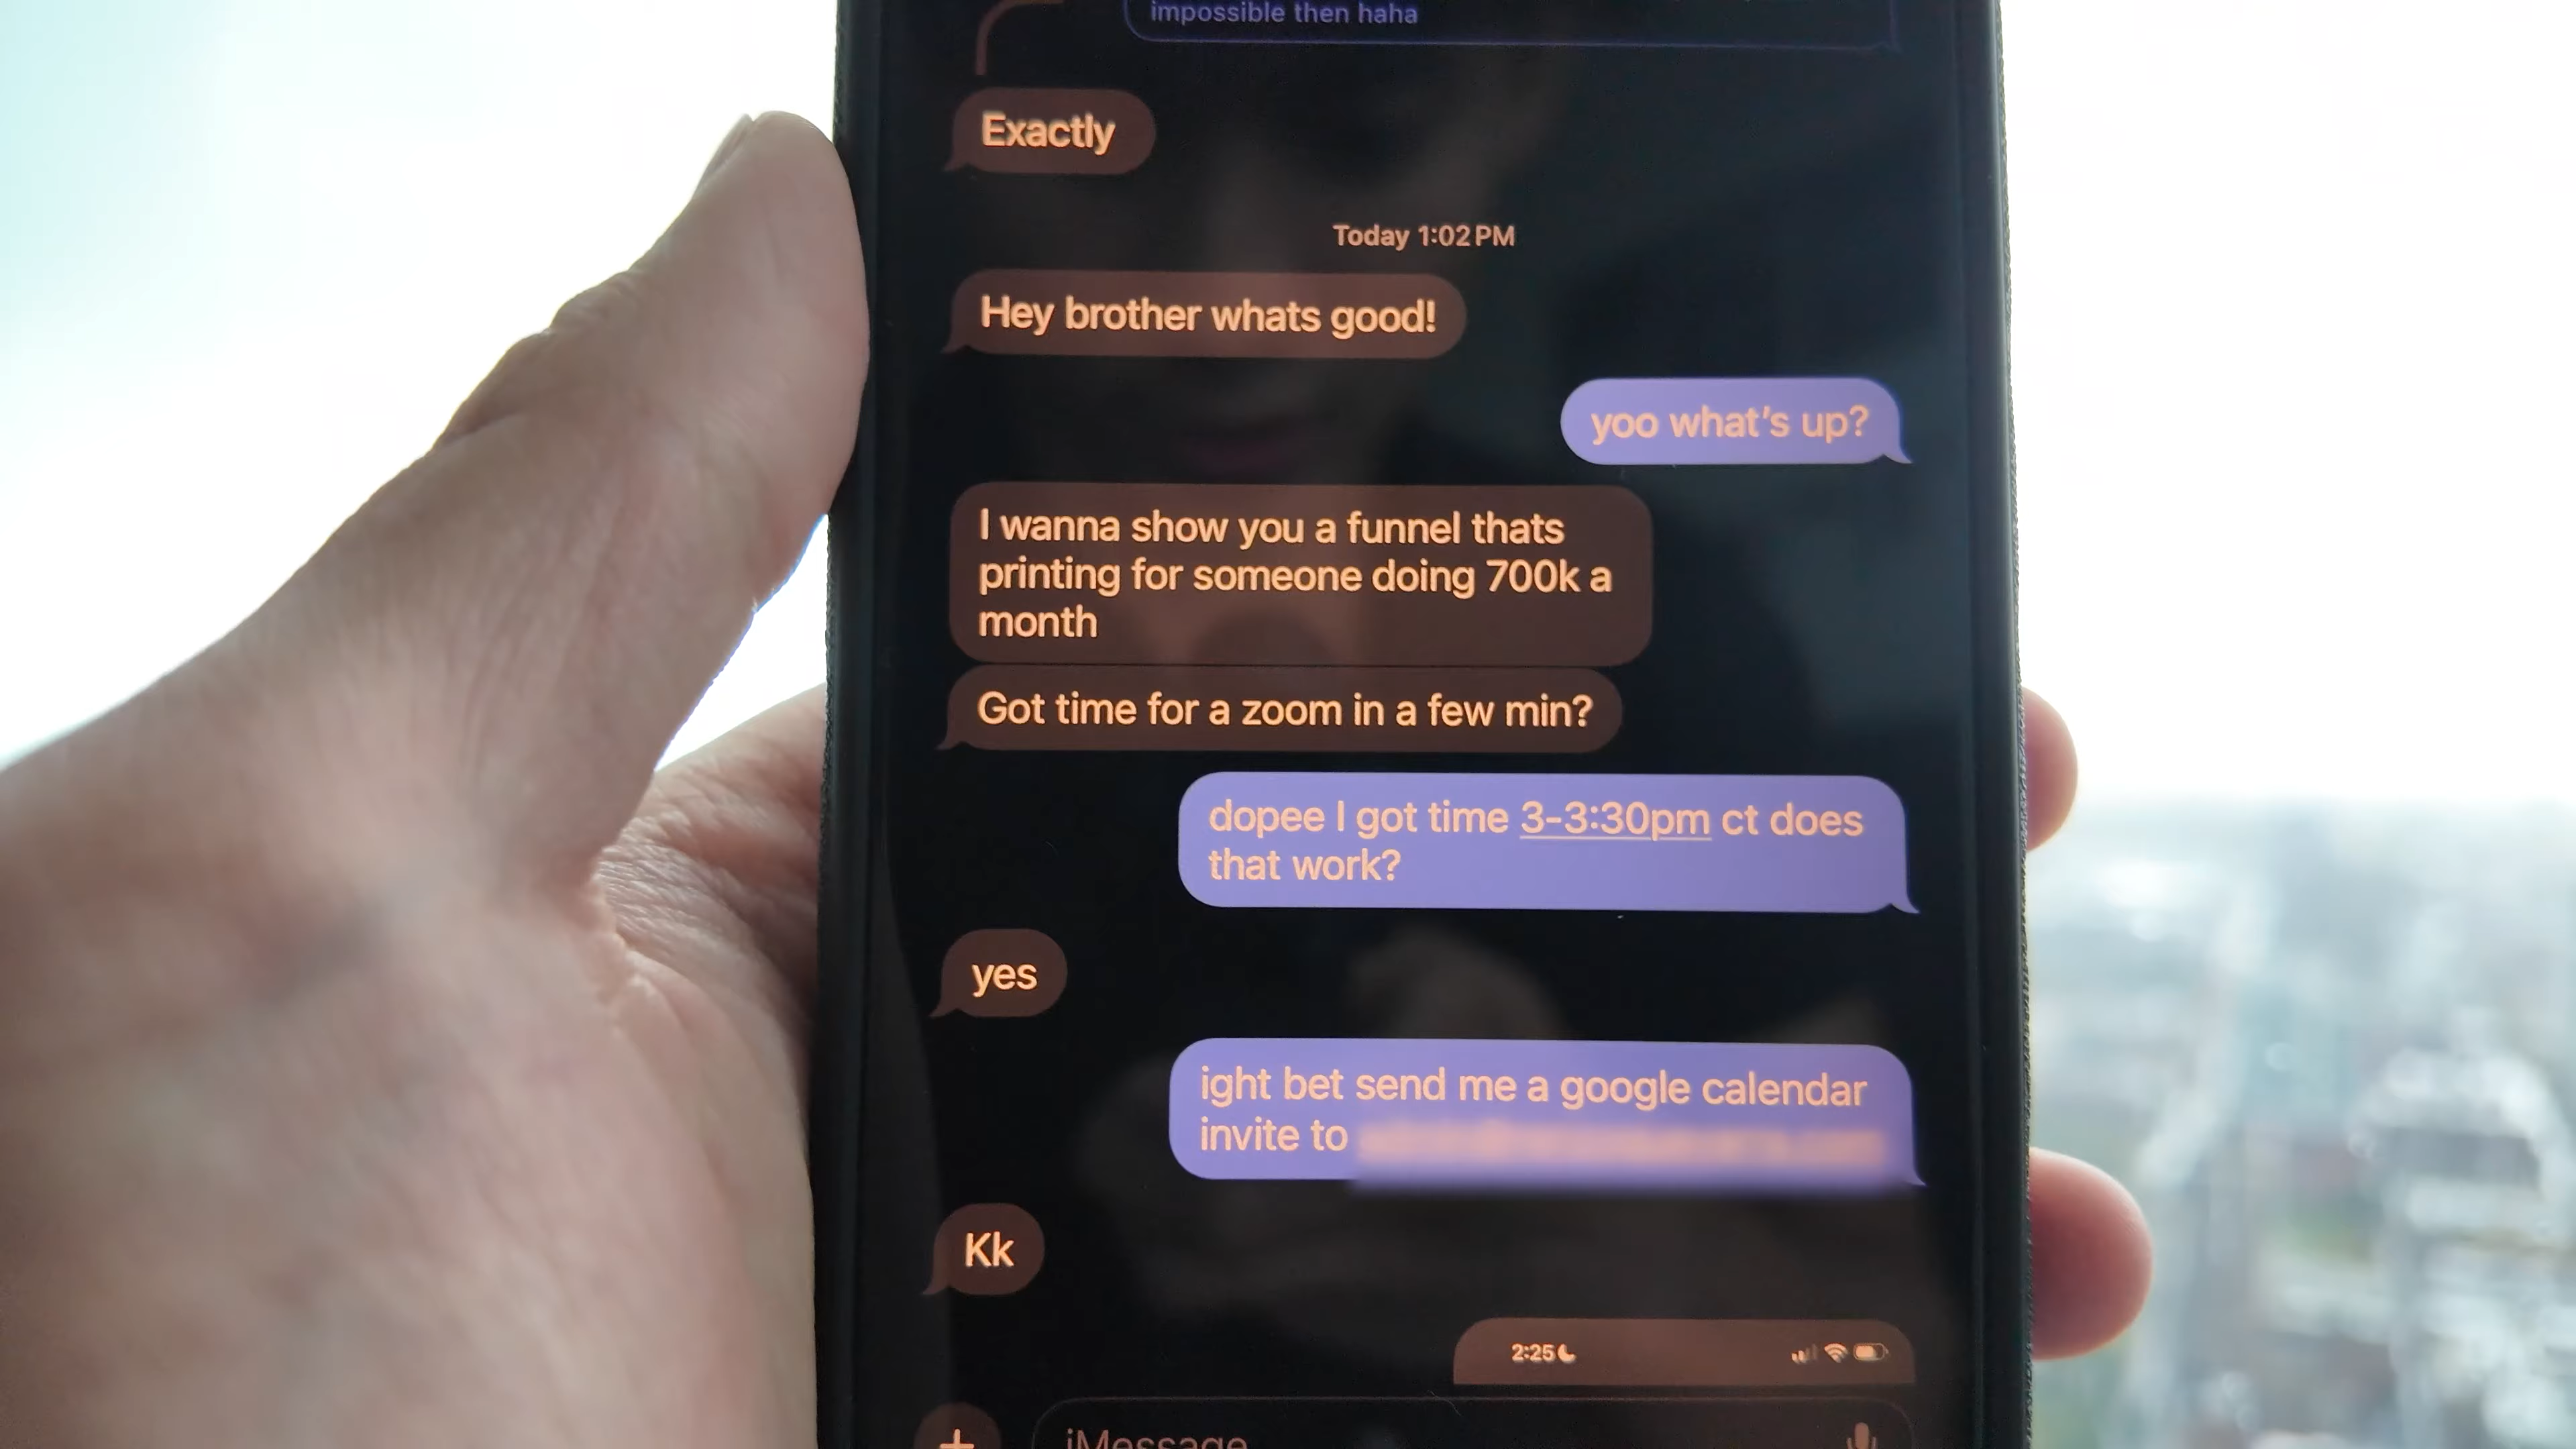 impossible then haha
Exactly
Today 1:02 PM
Hey brother whats good!
yoo what's up?
I wanna show you a funnel thats
printing for someone doing 700k a
month
Got time for a zoom in a few min?
dopee I got time 3-3:30pm ct does
that work?
yes
ight bet send me a google calendar
invite to
Kk
2:25
iMessage